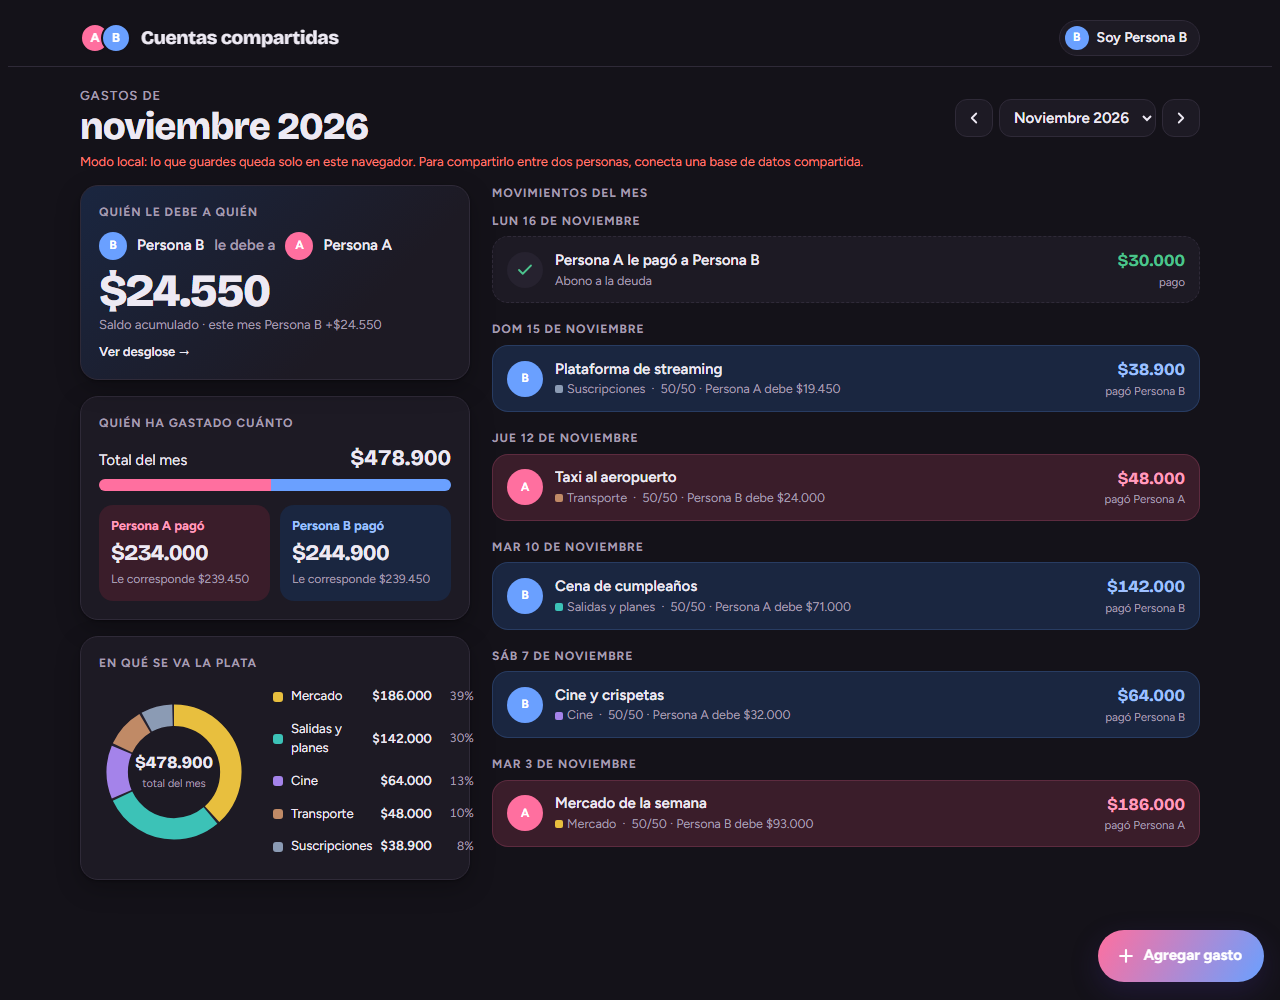 A B Cuentas compartidas
B Soy Persona B
GASTOS DE
noviembre 2026
Noviembre 2026
Modo local: lo que guardes queda solo en este navegador. Para compartirlo entre dos personas, conecta una base de datos compartida.
QUIÉN LE DEBE A QUIÉN
B Persona B le debe a A Persona A
$24.550
Saldo acumulado · este mes Persona B +$24.550
Ver desglose →
QUIÉN HA GASTADO CUÁNTO
Total del mes $478.900
Persona A pagó
$234.000
Le corresponde $239.450
Persona B pagó
$244.900
Le corresponde $239.450
EN QUÉ SE VA LA PLATA
$478.900
total del mes
Mercado $186.000 39%
Salidas y planes $142.000 30%
Cine $64.000 13%
Transporte $48.000 10%
Suscripciones $38.900 8%
MOVIMIENTOS DEL MES
LUN 16 DE NOVIEMBRE
Persona A le pagó a Persona B $30.000
Abono a la deuda pago
DOM 15 DE NOVIEMBRE
B Plataforma de streaming $38.900
Suscripciones · 50/50 · Persona A debe $19.450 pagó Persona B
JUE 12 DE NOVIEMBRE
A Taxi al aeropuerto $48.000
Transporte · 50/50 · Persona B debe $24.000 pagó Persona A
MAR 10 DE NOVIEMBRE
B Cena de cumpleaños $142.000
Salidas y planes · 50/50 · Persona A debe $71.000 pagó Persona B
SÁB 7 DE NOVIEMBRE
B Cine y crispetas $64.000
Cine · 50/50 · Persona A debe $32.000 pagó Persona B
MAR 3 DE NOVIEMBRE
A Mercado de la semana $186.000
Mercado · 50/50 · Persona B debe $93.000 pagó Persona A
+ Agregar gasto